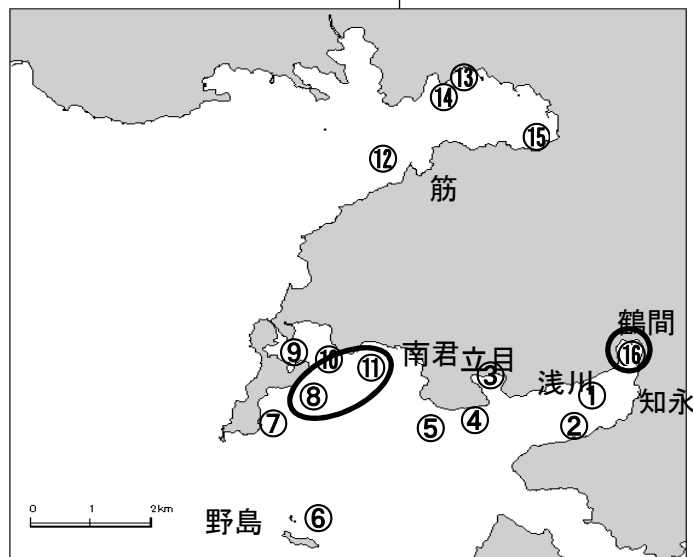 ⑬
⑭
⑮
⑫
筋
鶴間
⑨ ⑩ ⑪ 南君 立目 ③ ⑯
⑧ 浅川 ① 知永
⑦ ⑤ ④ ②
0 1 2km
野島 ⑥